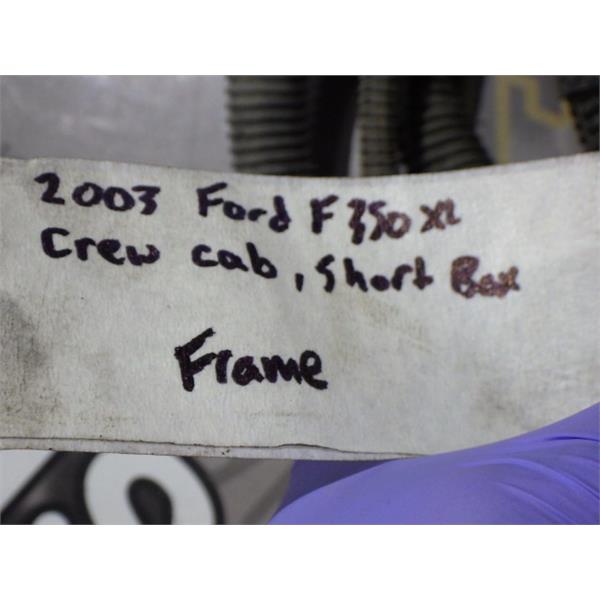 2003 Ford F350 XL
Crew cab, Short Box
Frame